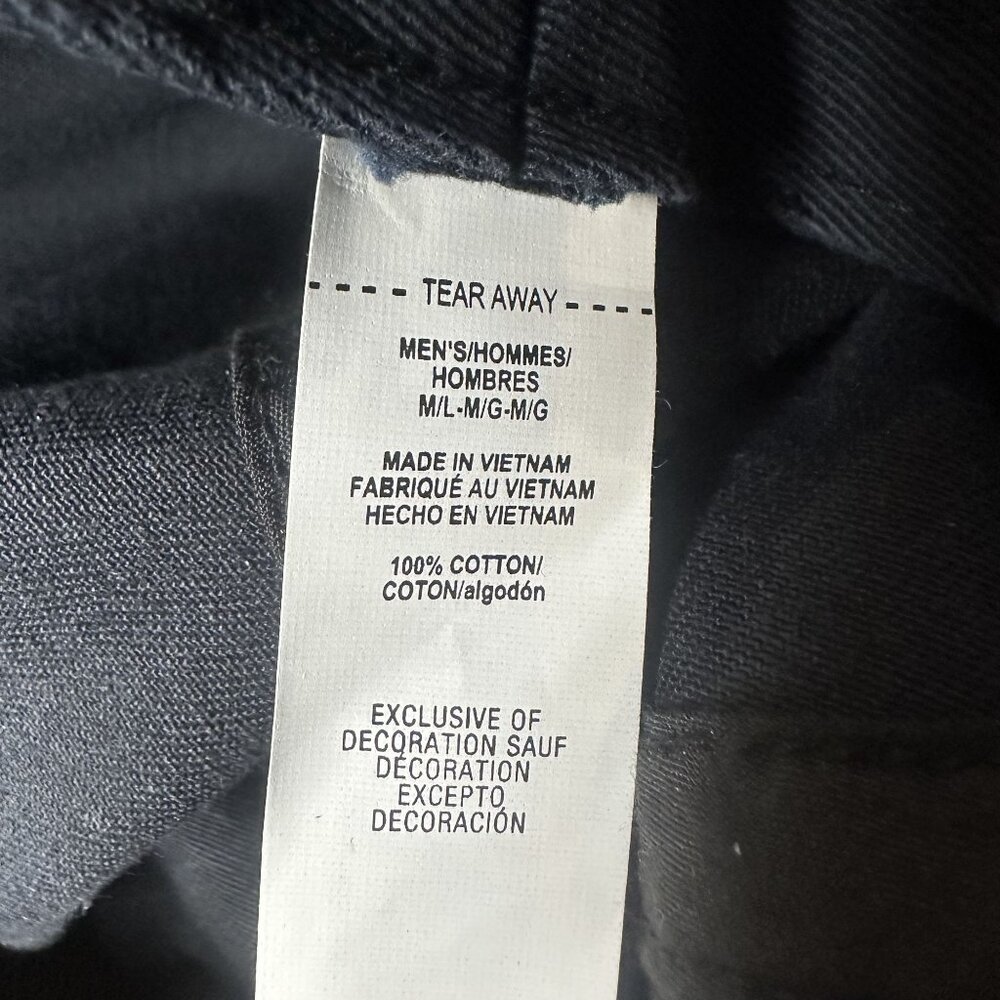 ---- TEAR AWAY ----
MEN'S/HOMMES/
HOMBRES
M/L-M/G-M/G
MADE IN VIETNAM
FABRIQUÉ AU VIETNAM
HECHO EN VIETNAM
100% COTTON/
COTON/algodón
EXCLUSIVE OF
DECORATION SAUF
DÉCORATION
EXCEPTO
DECORACIÓN